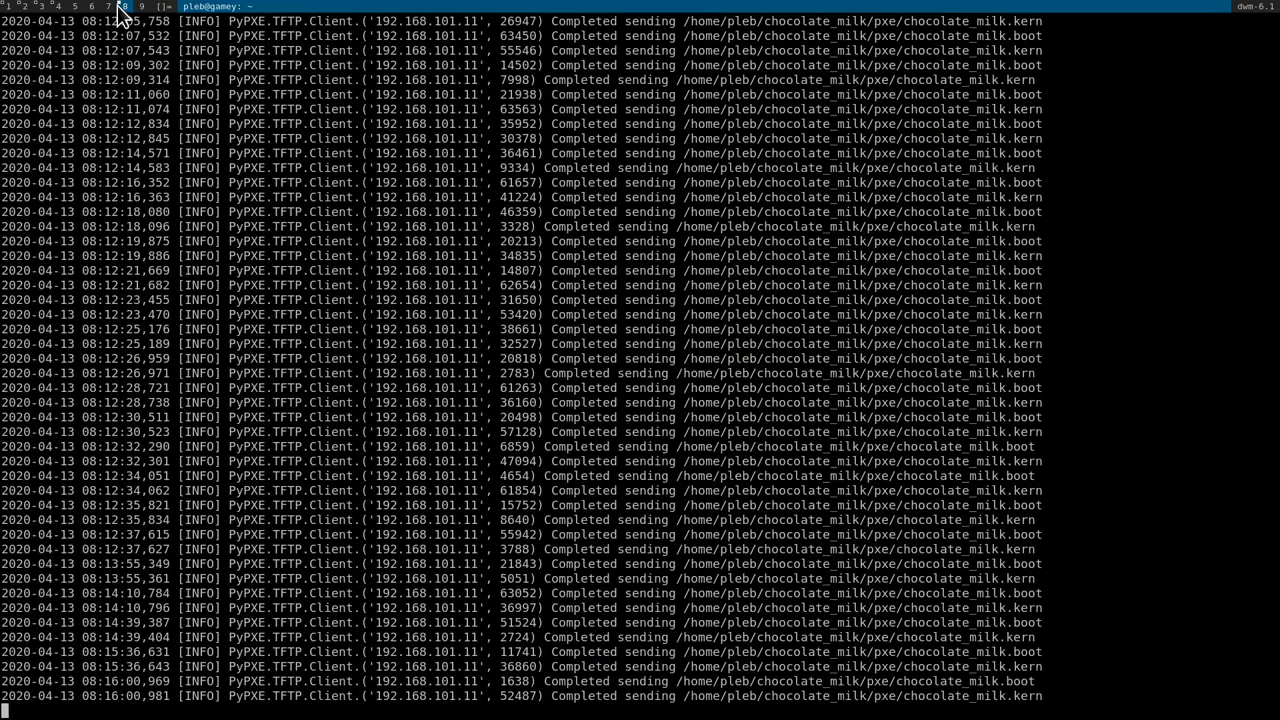 1 2 3 4 5 6 7 8 9 []= pleb@gamey: ~ dwm-6.1
2020-04-13 08:12:05,758 [INFO] PyPXE.TFTP.Client.('192.168.101.11', 26947) Completed sending /home/pleb/chocolate_milk/pxe/chocolate_milk.kern
2020-04-13 08:12:07,532 [INFO] PyPXE.TFTP.Client.('192.168.101.11', 63450) Completed sending /home/pleb/chocolate_milk/pxe/chocolate_milk.boot
2020-04-13 08:12:07,543 [INFO] PyPXE.TFTP.Client.('192.168.101.11', 55546) Completed sending /home/pleb/chocolate_milk/pxe/chocolate_milk.kern
2020-04-13 08:12:09,302 [INFO] PyPXE.TFTP.Client.('192.168.101.11', 14502) Completed sending /home/pleb/chocolate_milk/pxe/chocolate_milk.boot
2020-04-13 08:12:09,314 [INFO] PyPXE.TFTP.Client.('192.168.101.11', 7998) Completed sending /home/pleb/chocolate_milk/pxe/chocolate_milk.kern
2020-04-13 08:12:11,060 [INFO] PyPXE.TFTP.Client.('192.168.101.11', 21938) Completed sending /home/pleb/chocolate_milk/pxe/chocolate_milk.boot
2020-04-13 08:12:11,074 [INFO] PyPXE.TFTP.Client.('192.168.101.11', 63563) Completed sending /home/pleb/chocolate_milk/pxe/chocolate_milk.kern
2020-04-13 08:12:12,834 [INFO] PyPXE.TFTP.Client.('192.168.101.11', 35952) Completed sending /home/pleb/chocolate_milk/pxe/chocolate_milk.boot
2020-04-13 08:12:12,845 [INFO] PyPXE.TFTP.Client.('192.168.101.11', 30378) Completed sending /home/pleb/chocolate_milk/pxe/chocolate_milk.kern
2020-04-13 08:12:14,571 [INFO] PyPXE.TFTP.Client.('192.168.101.11', 36461) Completed sending /home/pleb/chocolate_milk/pxe/chocolate_milk.boot
2020-04-13 08:12:14,583 [INFO] PyPXE.TFTP.Client.('192.168.101.11', 9334) Completed sending /home/pleb/chocolate_milk/pxe/chocolate_milk.kern
2020-04-13 08:12:16,352 [INFO] PyPXE.TFTP.Client.('192.168.101.11', 61657) Completed sending /home/pleb/chocolate_milk/pxe/chocolate_milk.boot
2020-04-13 08:12:16,363 [INFO] PyPXE.TFTP.Client.('192.168.101.11', 41224) Completed sending /home/pleb/chocolate_milk/pxe/chocolate_milk.kern
2020-04-13 08:12:18,080 [INFO] PyPXE.TFTP.Client.('192.168.101.11', 46359) Completed sending /home/pleb/chocolate_milk/pxe/chocolate_milk.boot
2020-04-13 08:12:18,096 [INFO] PyPXE.TFTP.Client.('192.168.101.11', 3328) Completed sending /home/pleb/chocolate_milk/pxe/chocolate_milk.kern
2020-04-13 08:12:19,875 [INFO] PyPXE.TFTP.Client.('192.168.101.11', 20213) Completed sending /home/pleb/chocolate_milk/pxe/chocolate_milk.boot
2020-04-13 08:12:19,886 [INFO] PyPXE.TFTP.Client.('192.168.101.11', 34835) Completed sending /home/pleb/chocolate_milk/pxe/chocolate_milk.kern
2020-04-13 08:12:21,669 [INFO] PyPXE.TFTP.Client.('192.168.101.11', 14807) Completed sending /home/pleb/chocolate_milk/pxe/chocolate_milk.boot
2020-04-13 08:12:21,682 [INFO] PyPXE.TFTP.Client.('192.168.101.11', 62654) Completed sending /home/pleb/chocolate_milk/pxe/chocolate_milk.kern
2020-04-13 08:12:23,455 [INFO] PyPXE.TFTP.Client.('192.168.101.11', 31650) Completed sending /home/pleb/chocolate_milk/pxe/chocolate_milk.boot
2020-04-13 08:12:23,470 [INFO] PyPXE.TFTP.Client.('192.168.101.11', 53420) Completed sending /home/pleb/chocolate_milk/pxe/chocolate_milk.kern
2020-04-13 08:12:25,176 [INFO] PyPXE.TFTP.Client.('192.168.101.11', 38661) Completed sending /home/pleb/chocolate_milk/pxe/chocolate_milk.boot
2020-04-13 08:12:25,189 [INFO] PyPXE.TFTP.Client.('192.168.101.11', 32527) Completed sending /home/pleb/chocolate_milk/pxe/chocolate_milk.kern
2020-04-13 08:12:26,959 [INFO] PyPXE.TFTP.Client.('192.168.101.11', 20818) Completed sending /home/pleb/chocolate_milk/pxe/chocolate_milk.boot
2020-04-13 08:12:26,971 [INFO] PyPXE.TFTP.Client.('192.168.101.11', 2783) Completed sending /home/pleb/chocolate_milk/pxe/chocolate_milk.kern
2020-04-13 08:12:28,721 [INFO] PyPXE.TFTP.Client.('192.168.101.11', 61263) Completed sending /home/pleb/chocolate_milk/pxe/chocolate_milk.boot
2020-04-13 08:12:28,738 [INFO] PyPXE.TFTP.Client.('192.168.101.11', 36160) Completed sending /home/pleb/chocolate_milk/pxe/chocolate_milk.kern
2020-04-13 08:12:30,511 [INFO] PyPXE.TFTP.Client.('192.168.101.11', 20498) Completed sending /home/pleb/chocolate_milk/pxe/chocolate_milk.boot
2020-04-13 08:12:30,523 [INFO] PyPXE.TFTP.Client.('192.168.101.11', 57128) Completed sending /home/pleb/chocolate_milk/pxe/chocolate_milk.kern
2020-04-13 08:12:32,290 [INFO] PyPXE.TFTP.Client.('192.168.101.11', 6859) Completed sending /home/pleb/chocolate_milk/pxe/chocolate_milk.boot
2020-04-13 08:12:32,301 [INFO] PyPXE.TFTP.Client.('192.168.101.11', 47094) Completed sending /home/pleb/chocolate_milk/pxe/chocolate_milk.kern
2020-04-13 08:12:34,051 [INFO] PyPXE.TFTP.Client.('192.168.101.11', 4654) Completed sending /home/pleb/chocolate_milk/pxe/chocolate_milk.boot
2020-04-13 08:12:34,062 [INFO] PyPXE.TFTP.Client.('192.168.101.11', 61854) Completed sending /home/pleb/chocolate_milk/pxe/chocolate_milk.kern
2020-04-13 08:12:35,821 [INFO] PyPXE.TFTP.Client.('192.168.101.11', 15752) Completed sending /home/pleb/chocolate_milk/pxe/chocolate_milk.boot
2020-04-13 08:12:35,834 [INFO] PyPXE.TFTP.Client.('192.168.101.11', 8640) Completed sending /home/pleb/chocolate_milk/pxe/chocolate_milk.kern
2020-04-13 08:12:37,615 [INFO] PyPXE.TFTP.Client.('192.168.101.11', 55942) Completed sending /home/pleb/chocolate_milk/pxe/chocolate_milk.boot
2020-04-13 08:12:37,627 [INFO] PyPXE.TFTP.Client.('192.168.101.11', 3788) Completed sending /home/pleb/chocolate_milk/pxe/chocolate_milk.kern
2020-04-13 08:13:55,349 [INFO] PyPXE.TFTP.Client.('192.168.101.11', 21843) Completed sending /home/pleb/chocolate_milk/pxe/chocolate_milk.boot
2020-04-13 08:13:55,361 [INFO] PyPXE.TFTP.Client.('192.168.101.11', 5051) Completed sending /home/pleb/chocolate_milk/pxe/chocolate_milk.kern
2020-04-13 08:14:10,784 [INFO] PyPXE.TFTP.Client.('192.168.101.11', 63052) Completed sending /home/pleb/chocolate_milk/pxe/chocolate_milk.boot
2020-04-13 08:14:10,796 [INFO] PyPXE.TFTP.Client.('192.168.101.11', 36997) Completed sending /home/pleb/chocolate_milk/pxe/chocolate_milk.kern
2020-04-13 08:14:39,387 [INFO] PyPXE.TFTP.Client.('192.168.101.11', 51524) Completed sending /home/pleb/chocolate_milk/pxe/chocolate_milk.boot
2020-04-13 08:14:39,404 [INFO] PyPXE.TFTP.Client.('192.168.101.11', 2724) Completed sending /home/pleb/chocolate_milk/pxe/chocolate_milk.kern
2020-04-13 08:15:36,631 [INFO] PyPXE.TFTP.Client.('192.168.101.11', 11741) Completed sending /home/pleb/chocolate_milk/pxe/chocolate_milk.boot
2020-04-13 08:15:36,643 [INFO] PyPXE.TFTP.Client.('192.168.101.11', 36860) Completed sending /home/pleb/chocolate_milk/pxe/chocolate_milk.kern
2020-04-13 08:16:00,969 [INFO] PyPXE.TFTP.Client.('192.168.101.11', 1638) Completed sending /home/pleb/chocolate_milk/pxe/chocolate_milk.boot
2020-04-13 08:16:00,981 [INFO] PyPXE.TFTP.Client.('192.168.101.11', 52487) Completed sending /home/pleb/chocolate_milk/pxe/chocolate_milk.kern